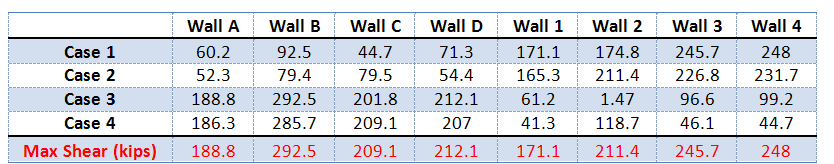 Wall A Wall B Wall C Wall D Wall 1 Wall 2 Wall 3 Wall 4
Case 1 60.2 92.5 44.7 71.3 171.1 174.8 245.7 248
Case 2 52.3 79.4 79.5 54.4 165.3 211.4 226.8 231.7
Case 3 188.8 292.5 201.8 212.1 61.2 1.47 96.6 99.2
Case 4 186.3 285.7 209.1 207 41.3 118.7 46.1 44.7
Max Shear (kips) 188.8 292.5 209.1 212.1 171.1 211.4 245.7 248